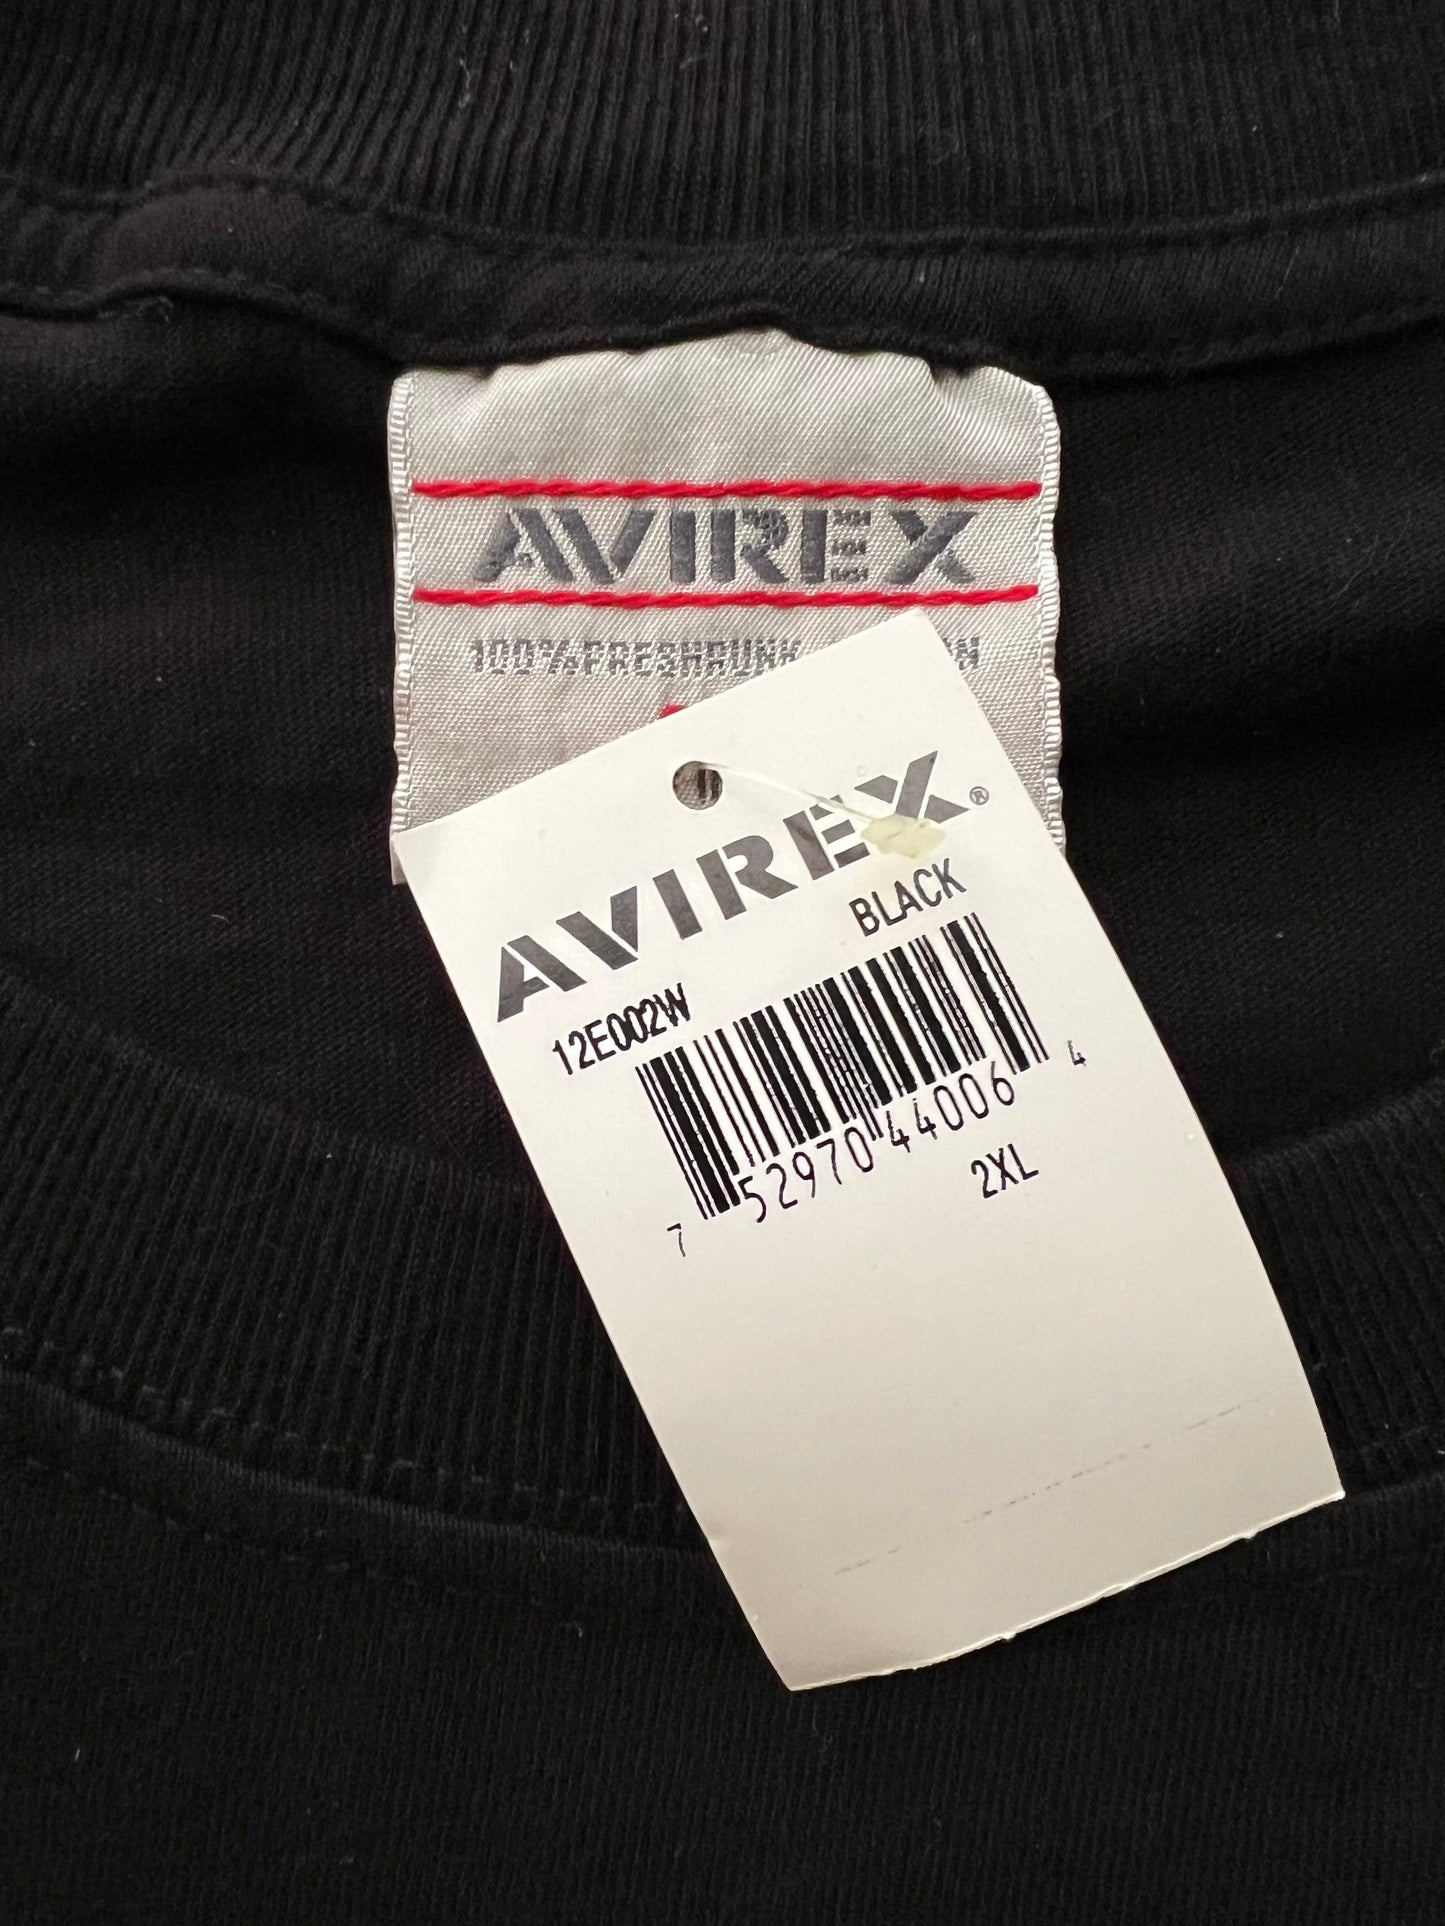 AVIREX
100% PRESHRUNK
AVIREX®
BLACK
12E002W
7 52970 44006 4
2XL